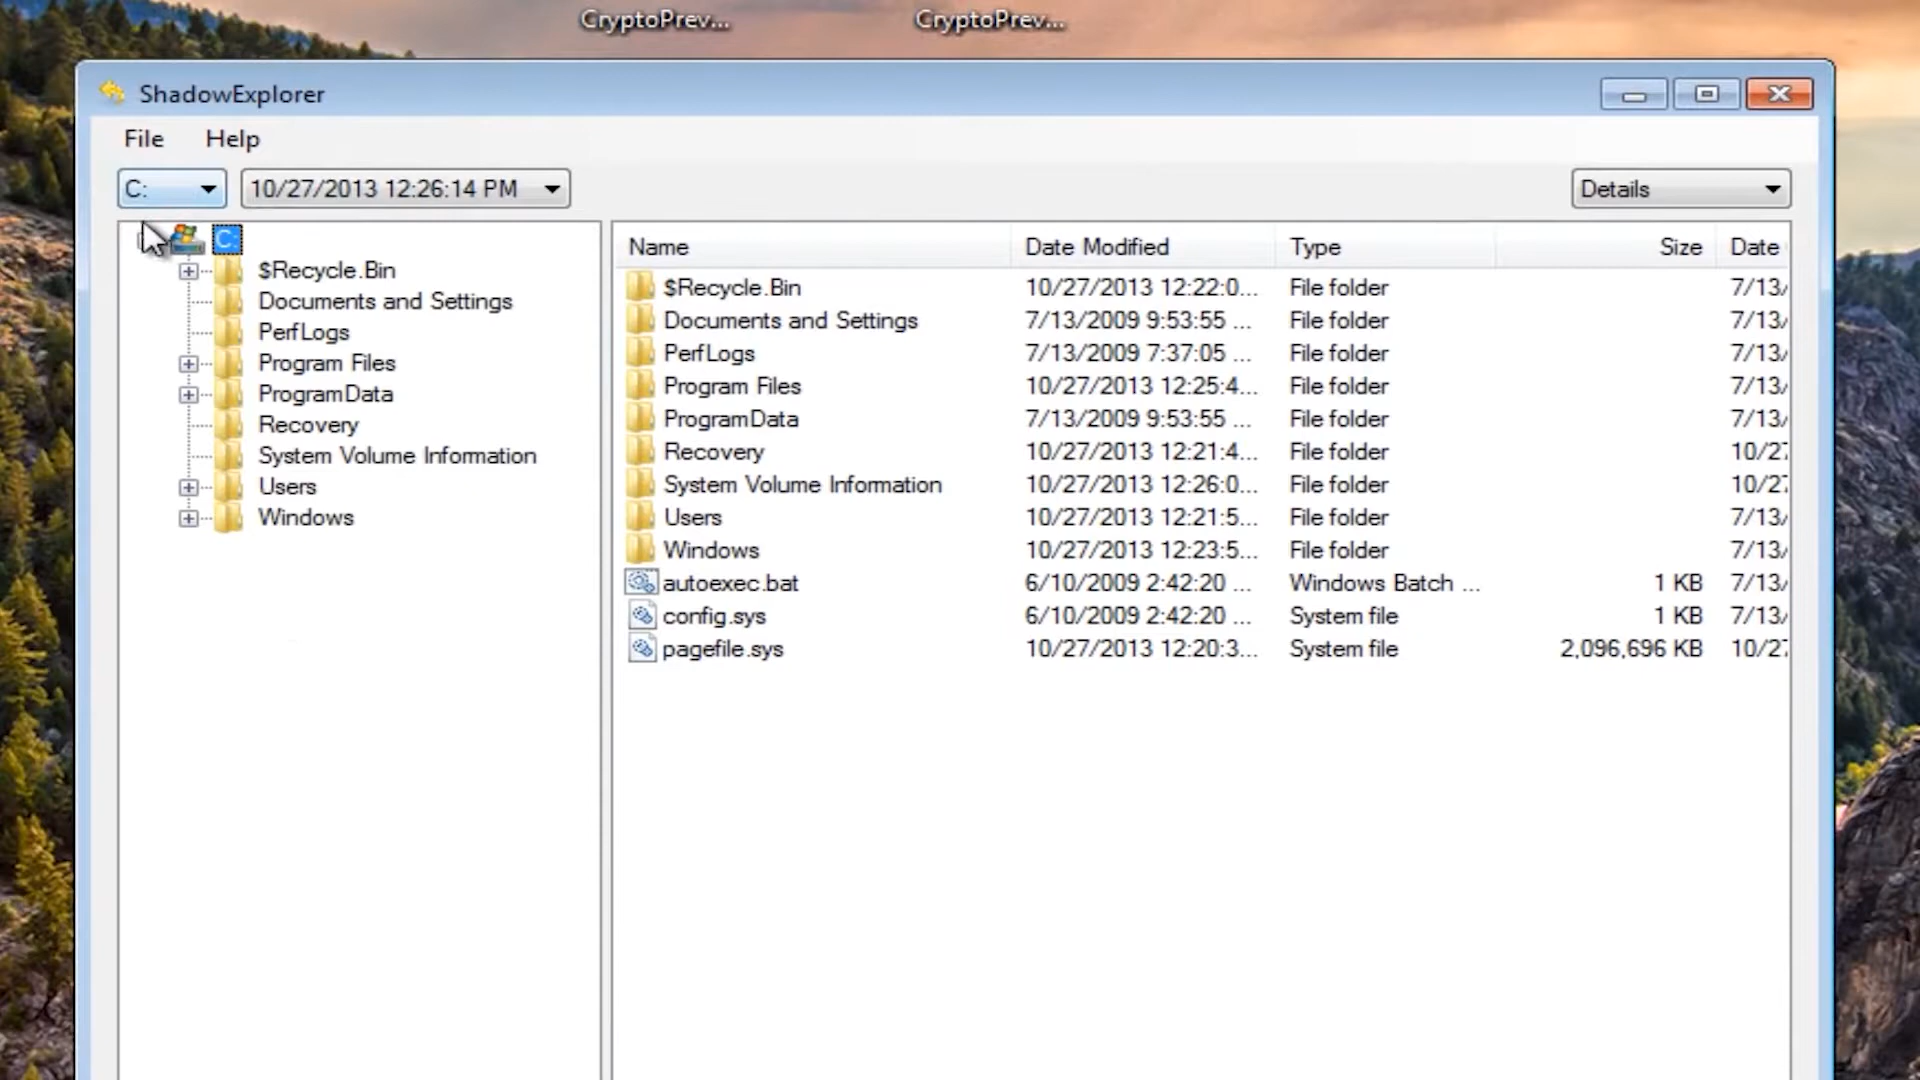 CryptoPrev... CryptoPrev...
ShadowExplorer
File Help
C: 10/27/2013 12:26:14 PM Details
C:
$Recycle.Bin
Documents and Settings
PerfLogs
Program Files
ProgramData
Recovery
System Volume Information
Users
Windows
Name Date Modified Type Size Date
$Recycle.Bin 10/27/2013 12:22:0... File folder 7/13/
Documents and Settings 7/13/2009 9:53:55 ... File folder 7/13/
PerfLogs 7/13/2009 7:37:05 ... File folder 7/13/
Program Files 10/27/2013 12:25:4... File folder 7/13/
ProgramData 7/13/2009 9:53:55 ... File folder 7/13/
Recovery 10/27/2013 12:21:4... File folder 10/27
System Volume Information 10/27/2013 12:26:0... File folder 10/27
Users 10/27/2013 12:21:5... File folder 7/13/
Windows 10/27/2013 12:23:5... File folder 7/13/
autoexec.bat 6/10/2009 2:42:20 ... Windows Batch ... 1 KB 7/13/
config.sys 6/10/2009 2:42:20 ... System file 1 KB 7/13/
pagefile.sys 10/27/2013 12:20:3... System file 2,096,696 KB 10/27